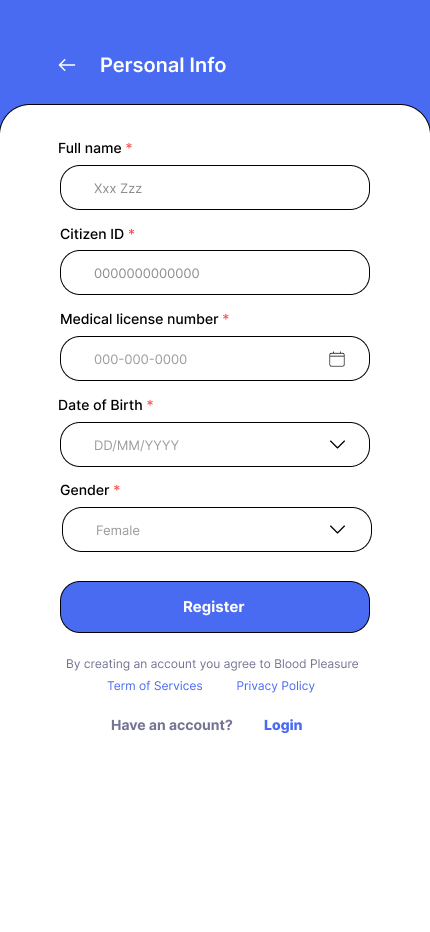 Personal Info
Full name *
Xxx Zzz
Citizen ID *
0000000000000
Medical license number *
000-000-0000
Date of Birth *
DD/MM/YYYY
Gender *
Female
Register
By creating an account you agree to Blood Pleasure
Term of Services Privacy Policy
Have an account? Login